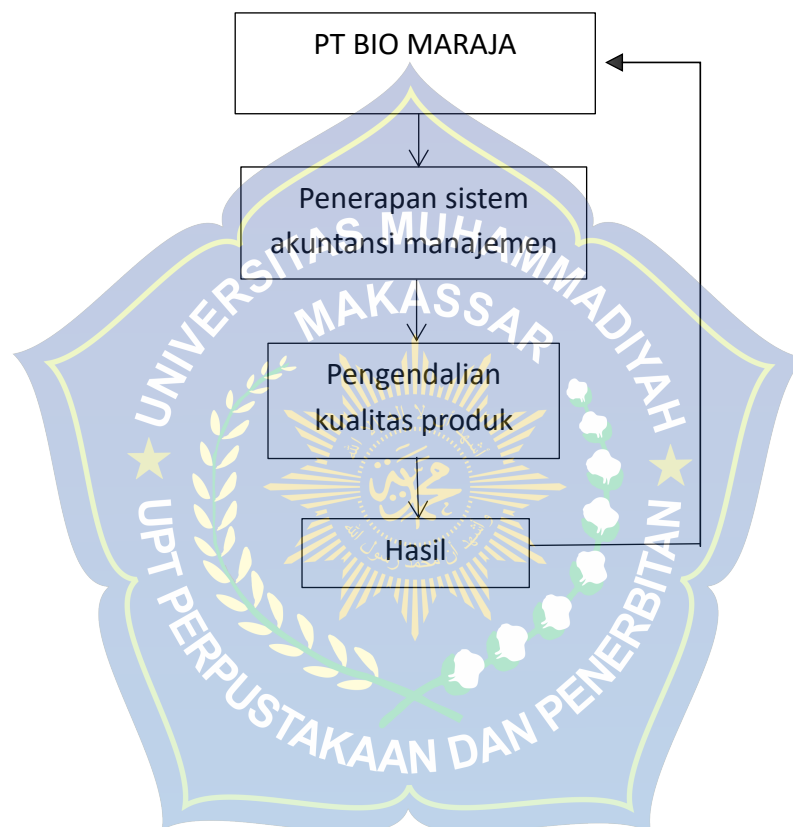 PT BIO MARAJA
Penerapan sistem
akuntansi manajemen
UNIVERSITAS MUHAMMADIYAH
MAKASSAR
Pengendalian
kualitas produk
Hasil
UPT PERPUSTAKAAN DAN PENERBITAN